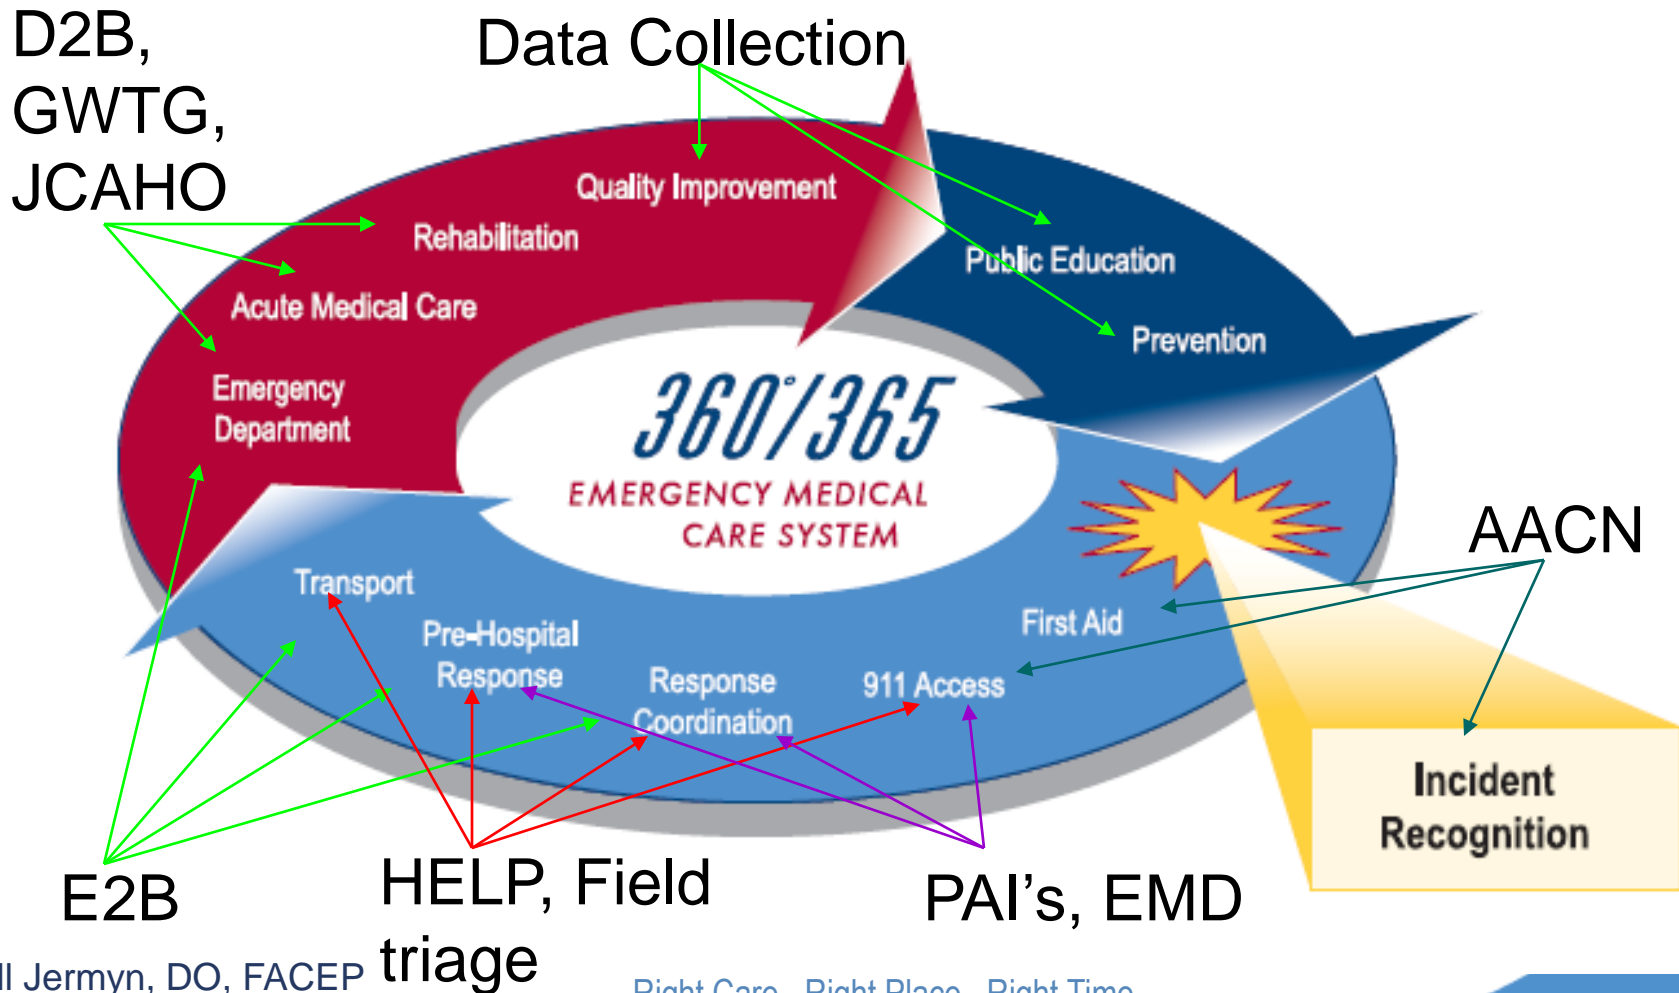 D2B,
GWTG,
JCAHO
Data Collection
Quality Improvement
Rehabilitation
Acute Medical Care
Emergency
Department
Public Education
Prevention
360°/365
EMERGENCY MEDICAL
CARE SYSTEM
AACN
Transport
Pre-Hospital
Response
Response
Coordination
911 Access
First Aid
Incident
Recognition
E2B
HELP, Field
triage
PAI's, EMD
Jermyn, DO, FACEP
Right Care Right Place Right Time